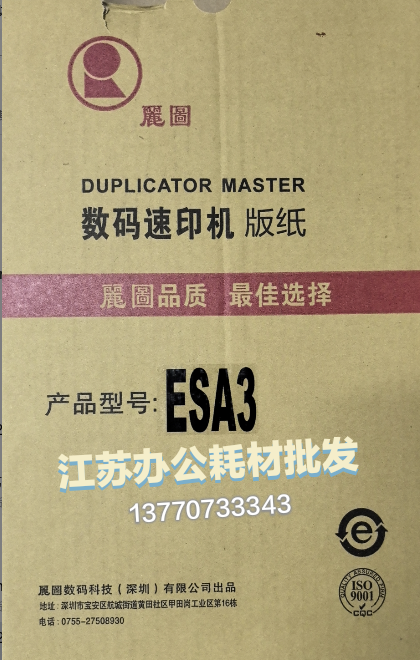 麗圖
DUPLICATOR MASTER
数码速印机 版纸
麗圖品质 最佳选择
产品型号: ESA3
江苏办公耗材批发
13770733343
e
QUALITY ASSURED FIRM
ISO
9001
CQC
麗圖数码科技（深圳）有限公司出品
地址：深圳市宝安区航城街道黄田社区甲田岗工业区第16栋
电话：0755-27508930